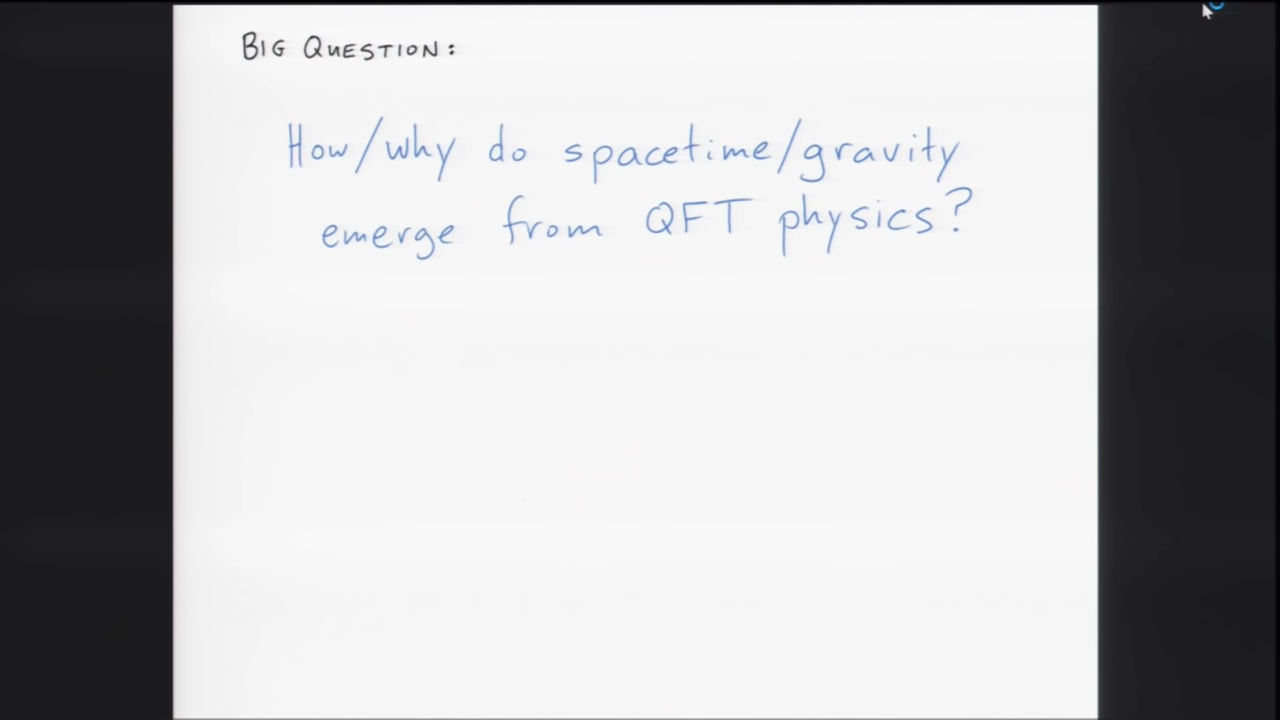 BIG QUESTION:
How/why do spacetime/gravity
emerge from QFT physics?